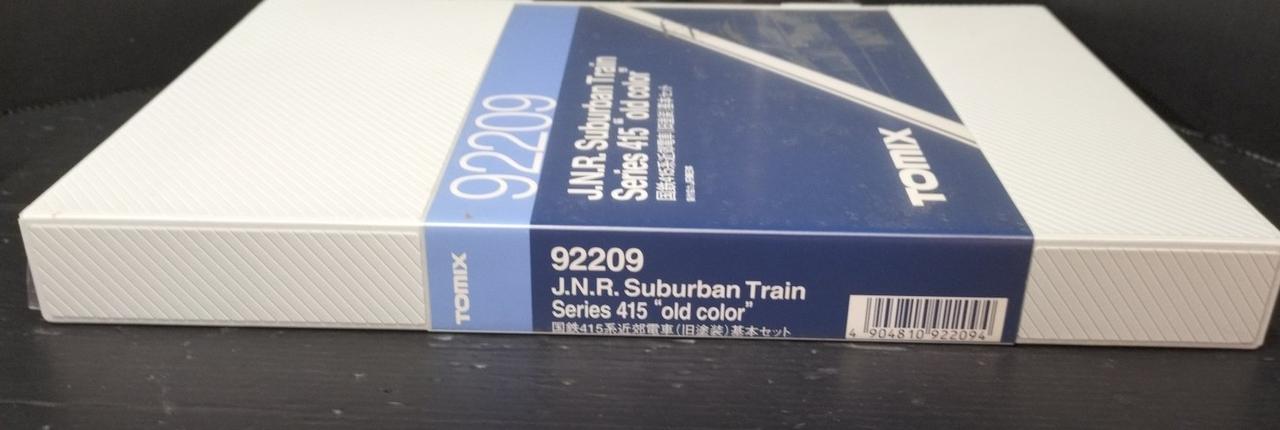 92209
J.N.R. Suburban Train
Series 415 "old color"
国鉄415系近郊電車(旧塗装)基本セット
TOMIX
TOMIX
92209
J.N.R. Suburban Train
Series 415 "old color"
国鉄415系近郊電車(旧塗装)基本セット
4 904810 922094